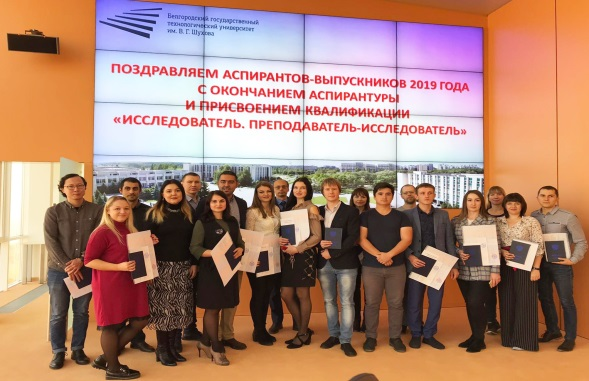 Белгородский государственный
технологический университет
им. В. Г. Шухова
ПОЗДРАВЛЯЕМ АСПИРАНТОВ-ВЫПУСКНИКОВ 2019 ГОДА
С ОКОНЧАНИЕМ АСПИРАНТУРЫ
И ПРИСВОЕНИЕМ КВАЛИФИКАЦИИ
«ИССЛЕДОВАТЕЛЬ. ПРЕПОДАВАТЕЛЬ-ИССЛЕДОВАТЕЛЬ»